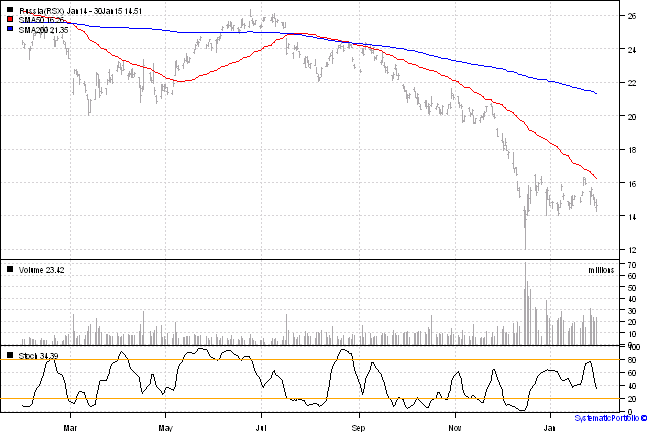 Russia(RSX) Jan14 - 30Jan15 14.51
SMA50
SMA200 21.35
26
24
22
20
18
16
14
12
Volume 23.42
millions
70
60
50
40
30
20
10
0
Stoch 34.39
100
80
60
40
20
0
Mar
May
Jul
Sep
Nov
Jan
SystematicPortfolio ©